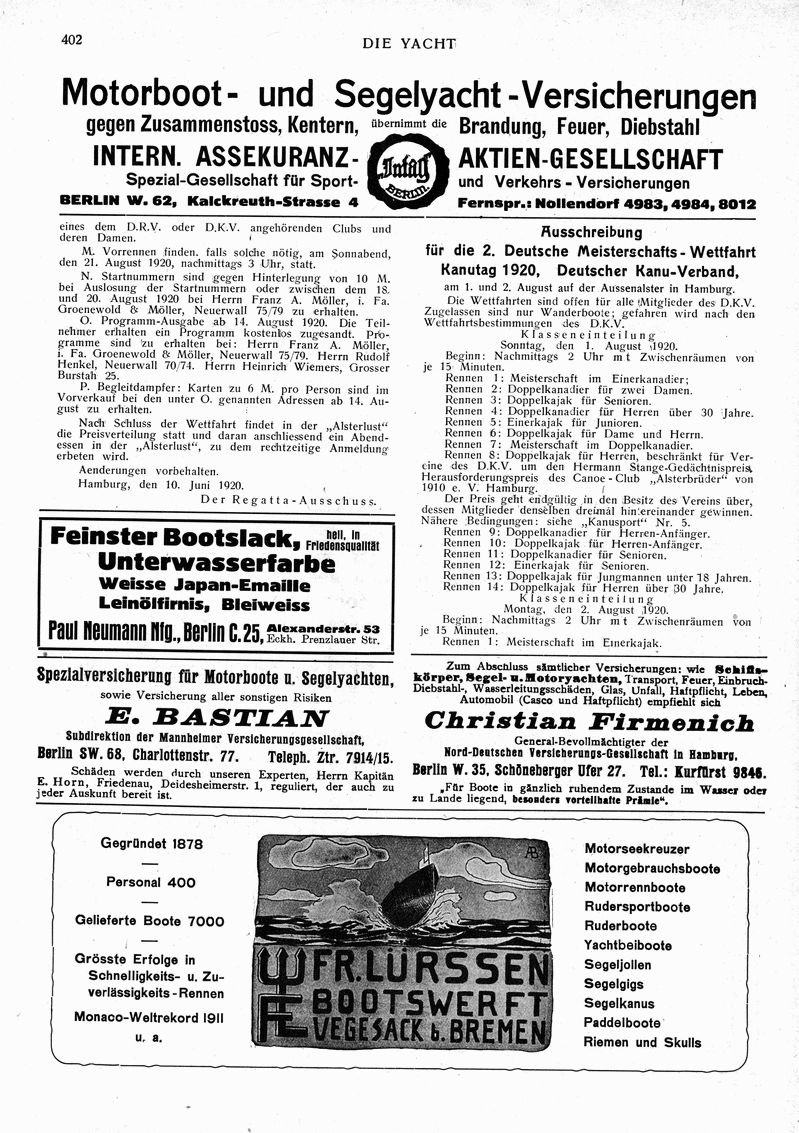 402
DIE YACHT
Motorboot- und Segelyacht-Versicherungen
gegen Zusammenstoss, Kentern, übernimmt die Brandung, Feuer, Diebstahl
INTERN. ASSEKURANZ- AKTIEN-GESELLSCHAFT
Infag
BERLIN.
Spezial-Gesellschaft für Sport- und Verkehrs-Versicherungen
BERLIN W. 62, Kalckreuth-Strasse 4 Fernspr.: Nollendorf 4983, 4984, 8012
eines dem D.R.V. oder D.K.V. angehörenden Clubs und
deren Damen.
M. Vorrennen finden. falls solche nötig, am Sonnabend,
den 21. August 1920, nachmittags 3 Uhr, statt.
N. Startnummern sind gegen Hinterlegung von 10 M.
bei Auslosung der Startnummern oder zwischen dem 18.
und 20. August 1920 bei Herrn Franz A. Möller, i. Fa.
Groenewold & Möller, Neuerwall 75/79 zu erhalten.
O. Programm-Ausgabe ab 14. August 1920. Die Teil-
nehmer erhalten ein Programm kostenlos zugesandt. Pro-
gramme sind zu erhalten bei: Herrn Franz A. Möller,
i. Fa. Groenewold & Möller, Neuerwall 75/79. Herrn Rudolf
Henkel, Neuerwall 70/74. Herrn Heinrich Wiemers, Grosser
Burstah 25.
P. Begleitdampfer: Karten zu 6 M. pro Person sind im
Vorverkauf bei den unter O. genannten Adressen ab 14. Au-
gust zu erhalten.
Nach Schluss der Wettfahrt findet in der „Alsterlust“
die Preisverteilung statt und daran anschliessend ein Abend-
essen in der „Alsterlust“, zu dem rechtzeitige Anmeldung
erbeten wird.
Aenderungen vorbehalten.
Hamburg, den 10. Juni 1920.
Der Regatta-Ausschuss.
Ausschreibung
für die 2. Deutsche Meisterschafts-Wettfahrt
Kanutag 1920, Deutscher Kanu-Verband,
am 1. und 2. August auf der Aussenalster in Hamburg.
Die Wettfahrten sind offen für alle Mitglieder des D.K.V.
Zugelassen sind nur Wanderboote; gefahren wird nach den
Wettfahrtsbestimmungen des D.K.V.
Klasseneinteilung
Sonntag, den 1. August 1920.
Beginn: Nachmittags 2 Uhr m t Zwischenräumen von
je 15 Minuten.
Rennen 1: Meisterschaft im Einerkanadier;
Rennen 2: Doppelkanadier für zwei Damen.
Rennen 3: Doppelkajak für Senioren.
Rennen 4: Doppelkanadier für Herren über 30 Jahre.
Rennen 5: Einerkajak für Junioren.
Rennen 6: Doppelkajak für Dame und Herrn.
Rennen 7: Meisterschaft im Doppelkanadier.
Rennen 8: Doppelkajak für Herren, beschränkt für Ver-
eine des D.K.V. um den Hermann Stange-Gedächtnispreis,
Herausforderungspreis des Canoe-Club „Alsterbrüder“ von
1910 e. V. Hamburg.
Der Preis geht endgültig in den Besitz des Vereins über,
dessen Mitglieder denselben dreimal hintereinander gewinnen.
Nähere Bedingungen: siehe „Kanusport“ Nr. 5.
Rennen 9: Doppelkanadier für Herren-Anfänger.
Rennen 10: Doppelkajak für Herren-Anfänger.
Rennen 11: Doppelkanadier für Senioren.
Rennen 12: Einerkajak für Senioren.
Rennen 13: Doppelkajak für Jungmannen unter 18 Jahren.
Rennen 14: Doppelkajak für Herren über 30 Jahre.
Klasseneinteilung
Montag, den 2. August 1920.
Beginn: Nachmittags 2 Uhr m t Zwischenräumen von
je 15 Minuten.
Rennen 1: Meisterschaft im Einerkajak.
Feinster Bootslack, hell, in Friedensqualität
Unterwasserfarbe
Weisse Japan-Emaille
Leinölfirnis, Bleiweiss
Paul Neumann Nfg., Berlin C. 25, Alexanderstr. 53 Eckh. Prenzlauer Str.
Spezialversicherung für Motorboote u. Segelyachten,
sowie Versicherung aller sonstigen Risiken
E. BASTIAN
Subdirektion der Mannheimer Versicherungsgesellschaft,
Berlin SW. 68, Charlottenstr. 77. Teleph. Ztr. 7914/15.
Schäden werden durch unseren Experten, Herrn Kapitän
E. Horn, Friedenau, Deidesheimerstr. 1, reguliert, der auch zu
jeder Auskunft bereit ist.
Zum Abschluss sämtlicher Versicherungen: wie Schiffs-
körper, Segel- u. Motoryachten, Transport, Feuer, Einbruch-
Diebstahl-, Wasserleitungsschäden, Glas, Unfall, Haftpflicht, Leben,
Automobil (Casco und Haftpflicht) empfiehlt sich
Christian Firmenich
General-Bevollmächtigter der
Nord-Deutschen Versicherungs-Gesellschaft in Hamburg,
Berlin W. 35, Schöneberger Ufer 27. Tel.: Kurfürst 9846.
„Für Boote in gänzlich ruhendem Zustande im Wasser oder
zu Lande liegend, besonders vorteilhafte Prämie“.
Gegründet 1878
Personal 400
Gelieferte Boote 7000
Grösste Erfolge in
Schnelligkeits- u. Zu-
verlässigkeits-Rennen
Monaco-Weltrekord 1911
u. a.
AB
FR. LÜRSSEN
BOOTSWERFT
VEGESACK b. BREMEN
Motorseekreuzer
Motorgebrauchsboote
Motorrennboote
Rudersportboote
Ruderboote
Yachtbeiboote
Segeljollen
Segelgigs
Segelkanus
Paddelboote
Riemen und Skulls